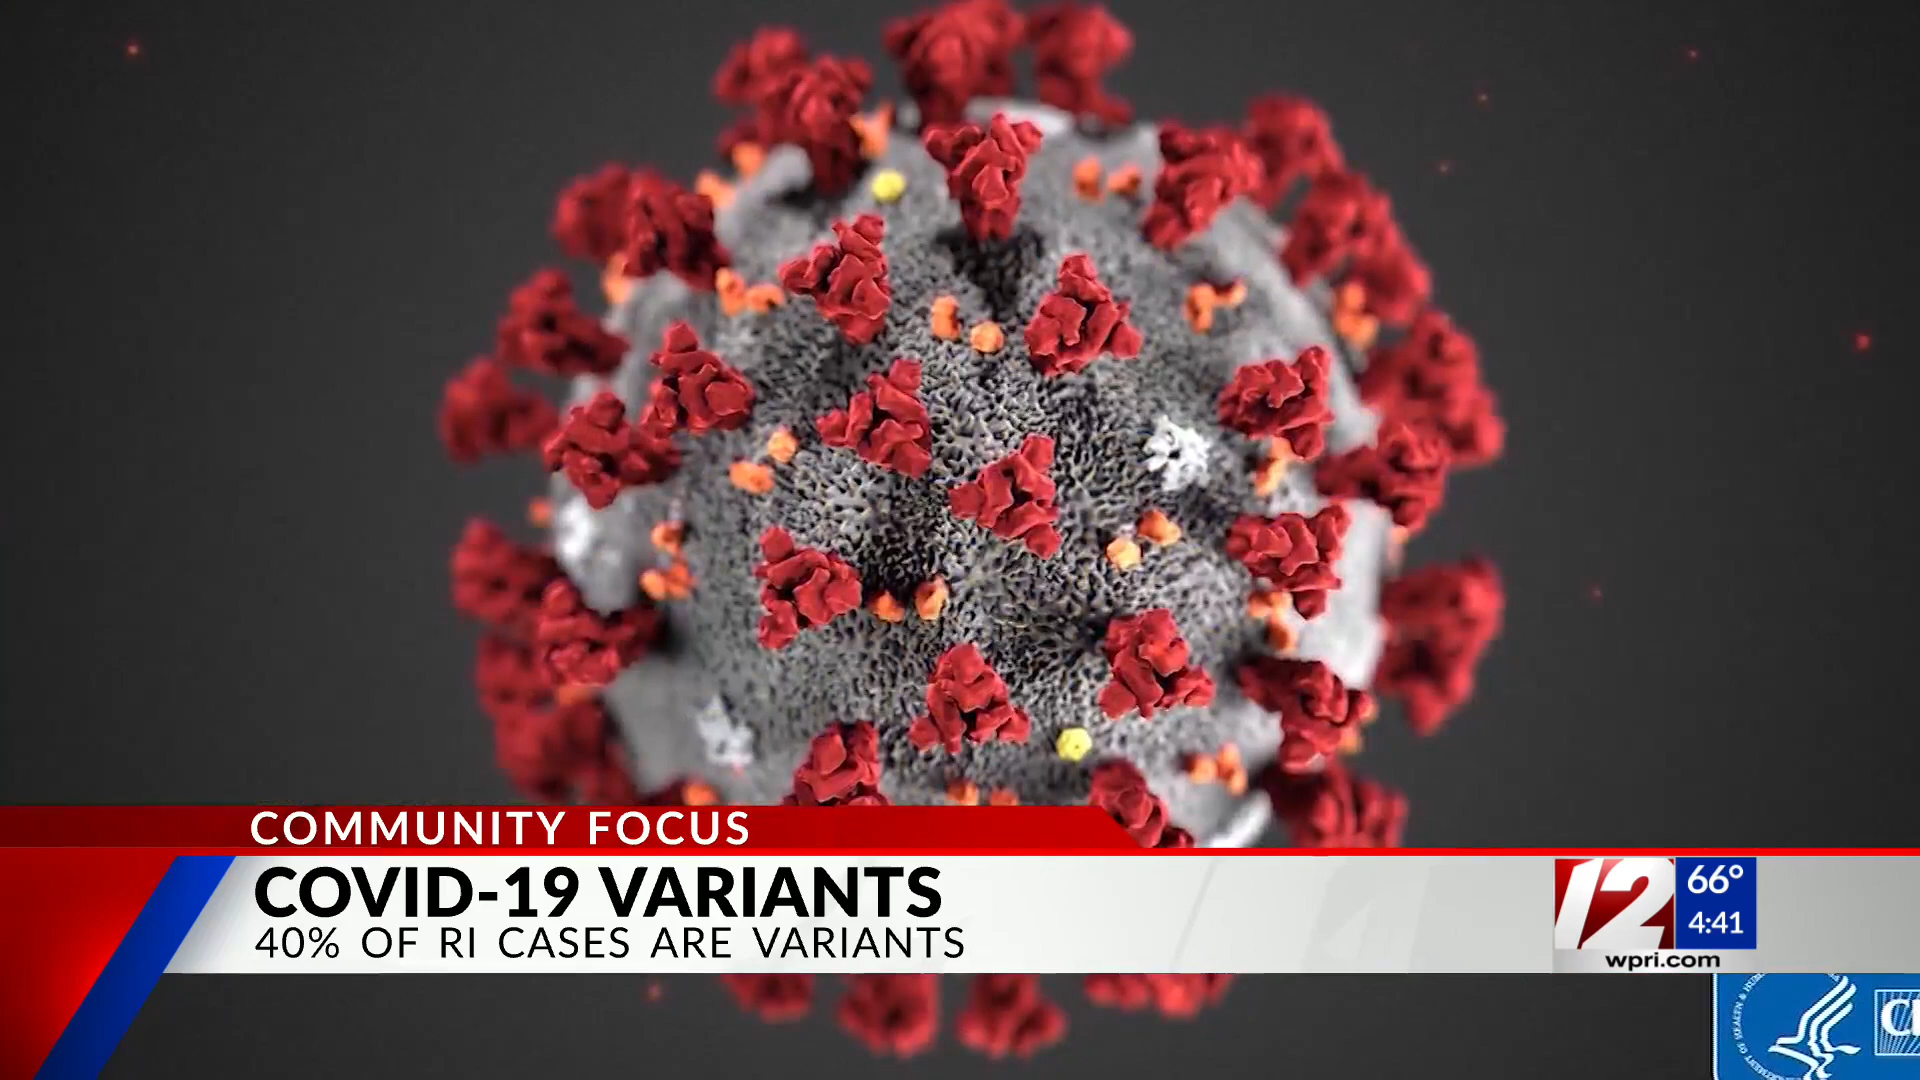 COMMUNITY FOCUS
COVID-19 VARIANTS
40% OF RI CASES ARE VARIANTS
12
66°
4:41
wpri.com